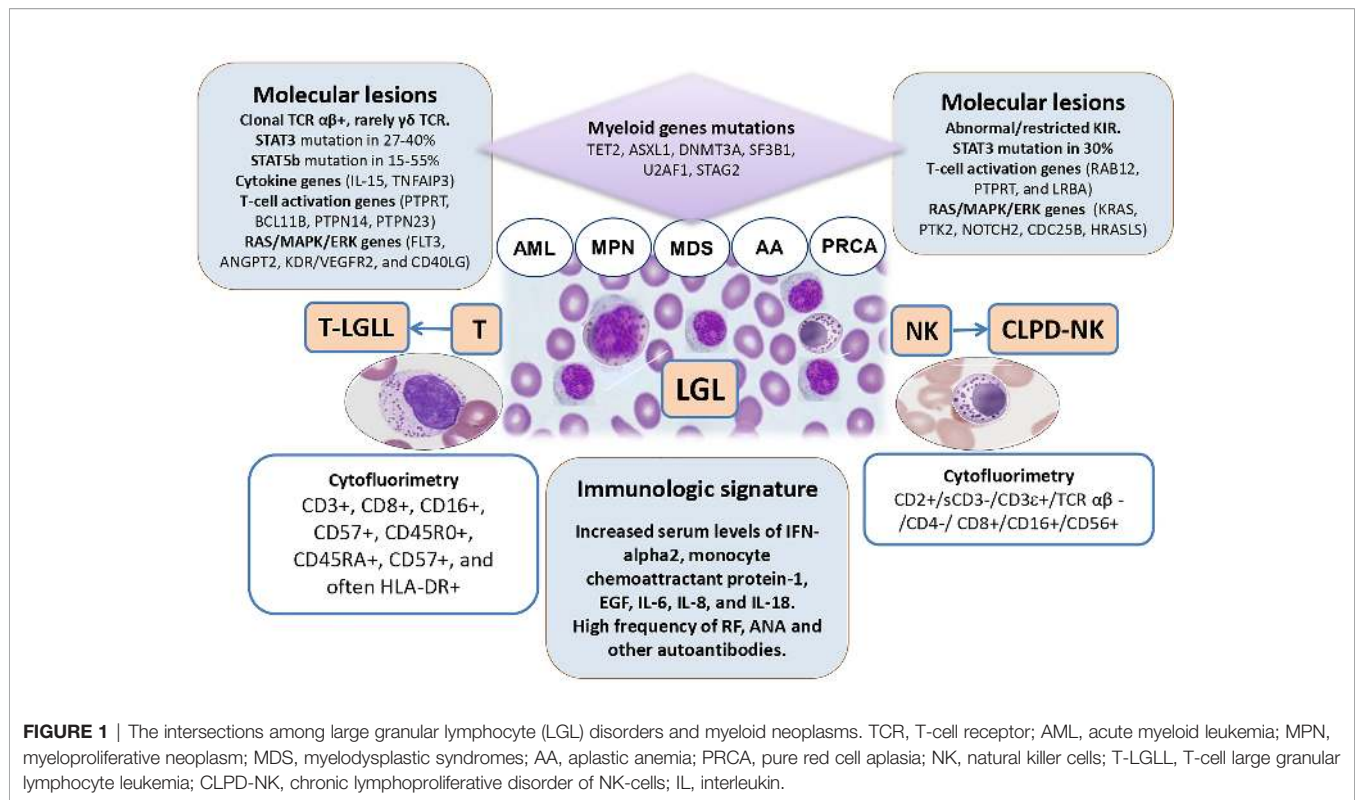 Molecular lesions
Clonal TCR αβ+, rarely γδ TCR.
STAT3 mutation in 27-40%
STAT5b mutation in 15-55%
Cytokine genes (IL-15, TNFAIP3)
T-cell activation genes (PTPRT,
BCL11B, PTPN14, PTPN23)
RAS/MAPK/ERK genes (FLT3,
ANGPT2, KDR/VEGFR2, and CD40LG)
Myeloid genes mutations
TET2, ASXL1, DNMT3A, SF3B1,
U2AF1, STAG2
Molecular lesions
Abnormal/restricted KIR.
STAT3 mutation in 30%
T-cell activation genes (RAB12,
PTPRT, and LRBA)
RAS/MAPK/ERK genes (KRAS,
PTK2, NOTCH2, CDC25B, HRASLS)
AML MPN MDS AA PRCA
T-LGLL T
LGL
NK CLPD-NK
Cytofluorimetry
CD3+, CD8+, CD16+,
CD57+, CD45R0+,
CD45RA+, CD57+, and
often HLA-DR+
Immunologic signature
Increased serum levels of IFN-
alpha2, monocyte
chemoattractant protein-1,
EGF, IL-6, IL-8, and IL-18.
High frequency of RF, ANA and
other autoantibodies.
Cytofluorimetry
CD2+/sCD3-/CD3ε+/TCR αβ -
/CD4-/ CD8+/CD16+/CD56+
FIGURE 1 | The intersections among large granular lymphocyte (LGL) disorders and myeloid neoplasms. TCR, T-cell receptor; AML, acute myeloid leukemia; MPN,
myeloproliferative neoplasm; MDS, myelodysplastic syndromes; AA, aplastic anemia; PRCA, pure red cell aplasia; NK, natural killer cells; T-LGLL, T-cell large granular
lymphocyte leukemia; CLPD-NK, chronic lymphoproliferative disorder of NK-cells; IL, interleukin.